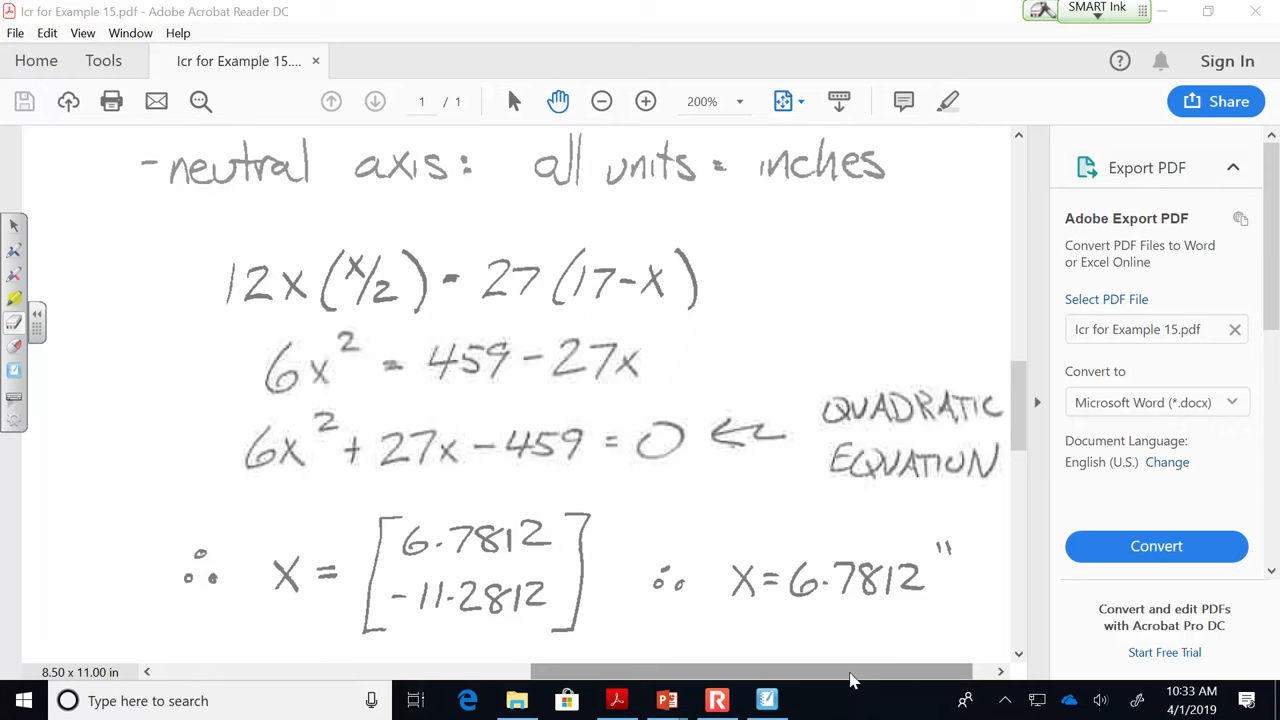 Icr for Example 15.pdf - Adobe Acrobat Reader DC
SMART Ink
File Edit View Window Help
Home Tools Icr for Example 15.... × Sign In
1 / 1 200% Share
-neutral axis: all units = inches
12x(x/2) = 27(17-x)
6x² = 459-27x
6x² + 27x - 459 = 0 ← QUADRATIC
EQUATION
∴ x = [6.7812
-11.2812] ∴ x = 6.7812"
Export PDF
Adobe Export PDF
Convert PDF Files to Word
or Excel Online
Select PDF File
Icr for Example 15.pdf
Convert to
Microsoft Word (*.docx)
Document Language:
English (U.S.) Change
Convert
Convert and edit PDFs
with Acrobat Pro DC
Start Free Trial
8.50 x 11.00 in
Type here to search
10:33 AM
4/1/2019